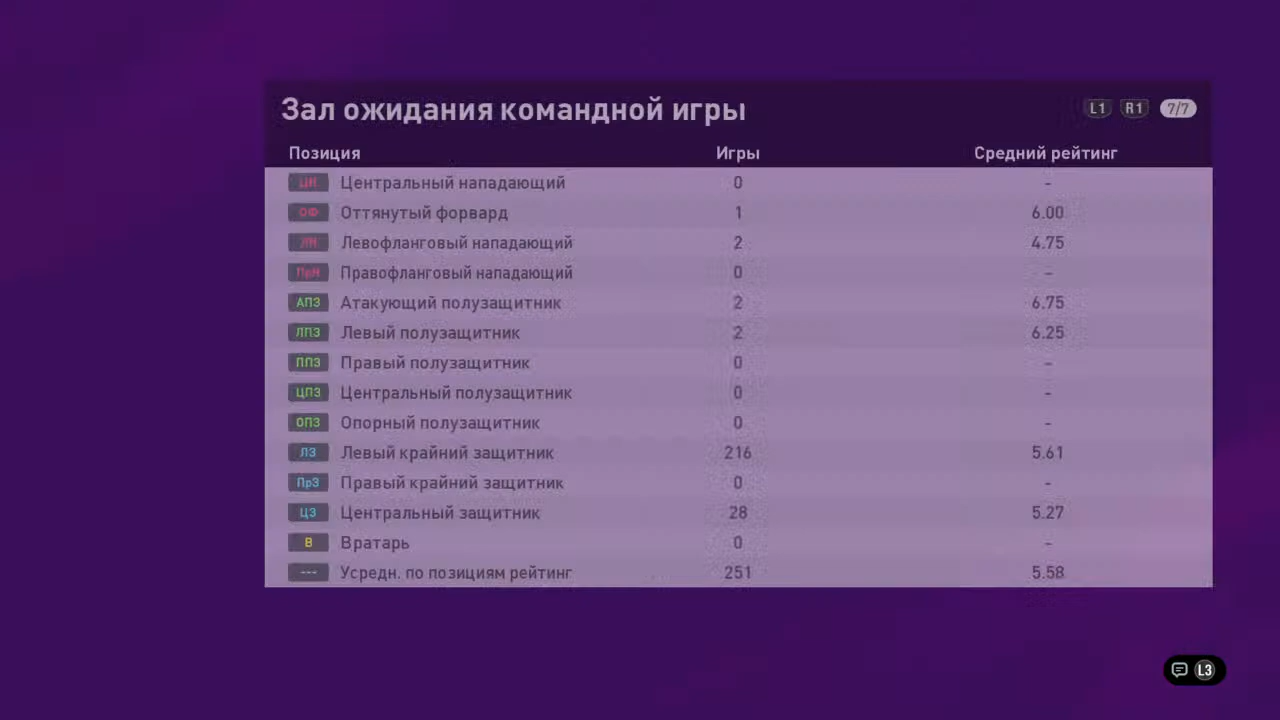 Зал ожидания командной игры L1 R1 7/7
Позиция Игры Средний рейтинг
ЦН Центральный нападающий 0 -
ОФ Оттянутый форвард 1 6.00
ЛН Левофланговый нападающий 2 4.75
ПрН Правофланговый нападающий 0 -
АПЗ Атакующий полузащитник 2 6.75
ЛПЗ Левый полузащитник 2 6.25
ППЗ Правый полузащитник 0 -
ЦПЗ Центральный полузащитник 0 -
ОПЗ Опорный полузащитник 0 -
ЛЗ Левый крайний защитник 216 5.61
ПрЗ Правый крайний защитник 0 -
ЦЗ Центральный защитник 28 5.27
В Вратарь 0 -
--- Усредн. по позициям рейтинг 251 5.58
L3